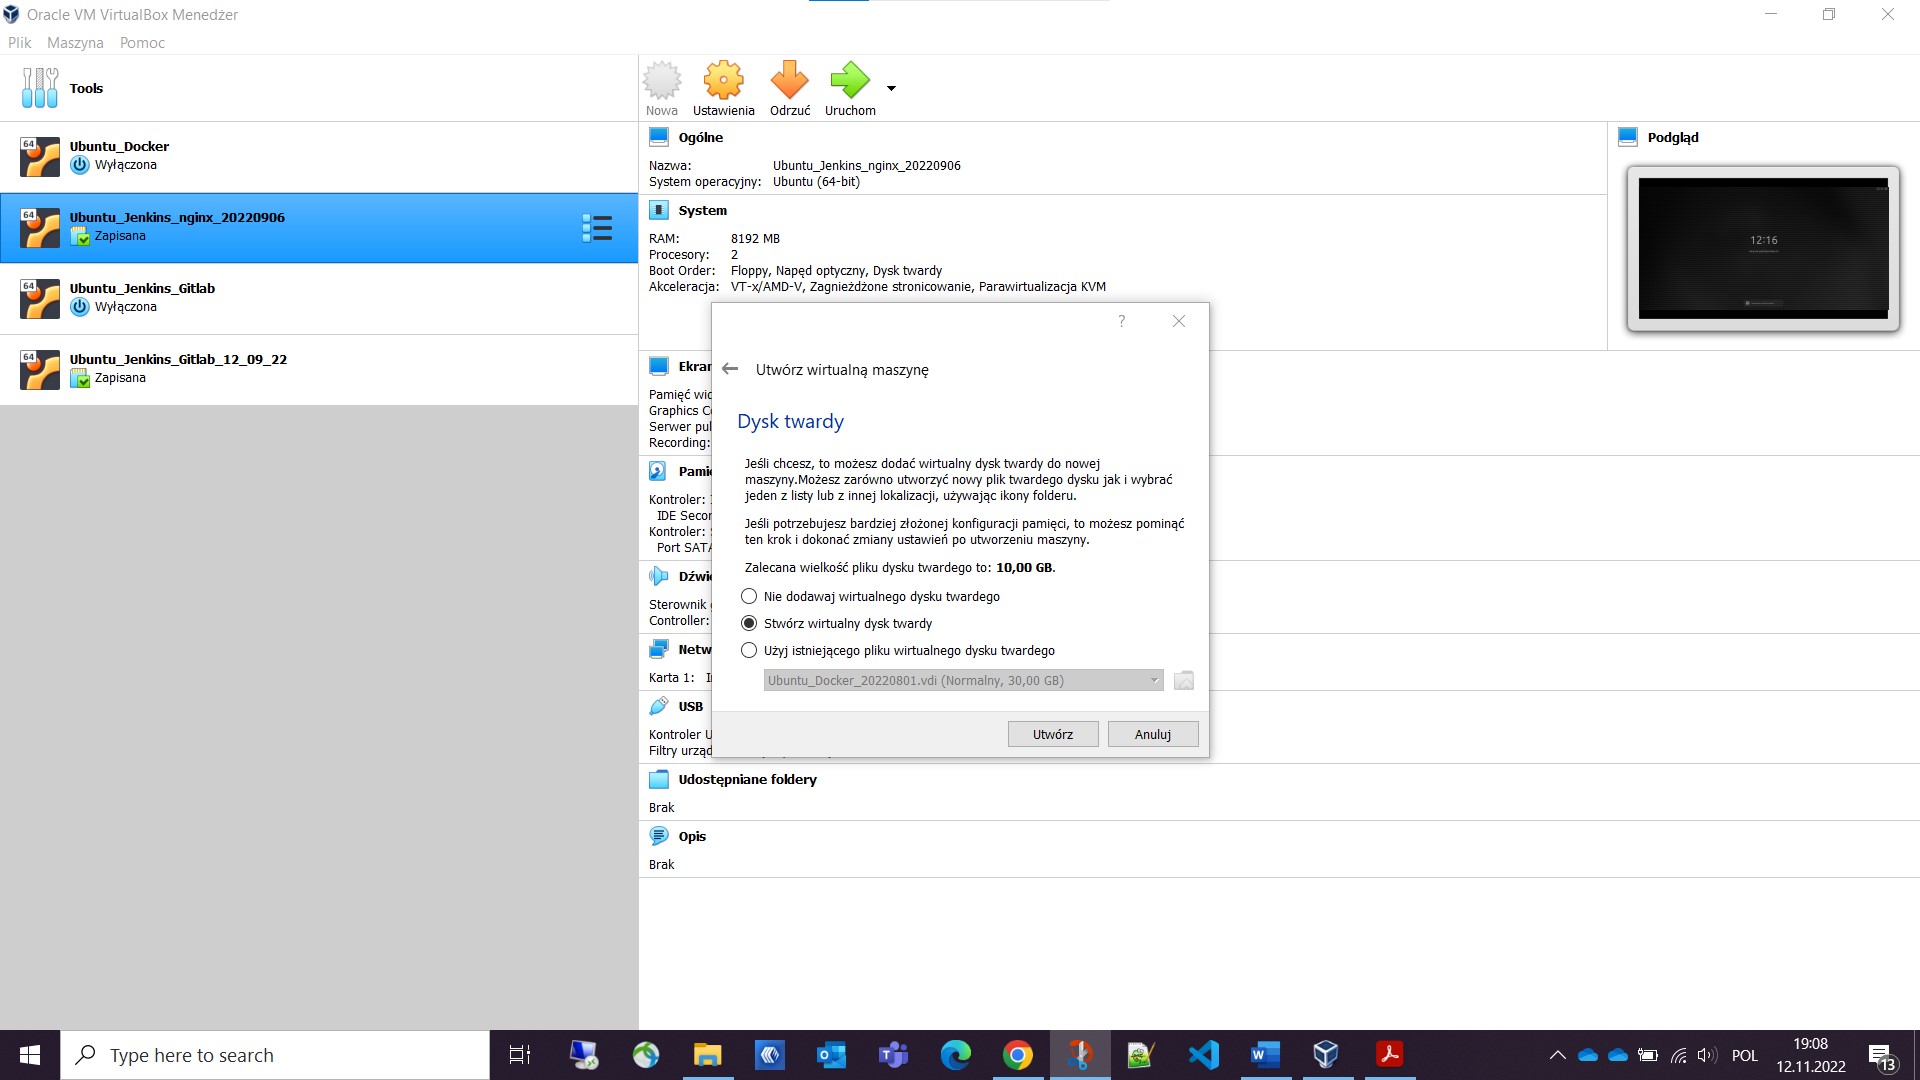 Oracle VM VirtualBox Menedżer
Plik Maszyna Pomoc
Tools
Nowa Ustawienia Odrzuć Uruchom
64
Ubuntu_Docker
Wyłączona
64
Ubuntu_Jenkins_nginx_20220906
Zapisana
64
Ubuntu_Jenkins_Gitlab
Wyłączona
64
Ubuntu_Jenkins_Gitlab_12_09_22
Zapisana
Ogólne
Nazwa: Ubuntu_Jenkins_nginx_20220906
System operacyjny: Ubuntu (64-bit)
System
RAM: 8192 MB
Procesory: 2
Boot Order: Floppy, Napęd optyczny, Dysk twardy
Akceleracja: VT-x/AMD-V, Zagnieżdżone stronicowanie, Parawirtualizacja KVM
Podgląd
12:16
Ekran
Pamięć wid
Graphics Co
Serwer pul
Recording:
Pamię
Kontroler:
IDE Secon
Kontroler:
Port SATA
Dźwię
Sterownik
Controller:
Netw
Karta 1:
USB
Kontroler U
Filtry urząd
Udostępniane foldery
Brak
Opis
Brak
?
Utwórz wirtualną maszynę
Dysk twardy
Jeśli chcesz, to możesz dodać wirtualny dysk twardy do nowej
maszyny.Możesz zarówno utworzyć nowy plik twardego dysku jak i wybrać
jeden z listy lub z innej lokalizacji, używając ikony folderu.
Jeśli potrzebujesz bardziej złożonej konfiguracji pamięci, to możesz pominąć
ten krok i dokonać zmiany ustawień po utworzeniu maszyny.
Zalecana wielkość pliku dysku twardego to: 10,00 GB.
Nie dodawaj wirtualnego dysku twardego
Stwórz wirtualny dysk twardy
Użyj istniejącego pliku wirtualnego dysku twardego
Ubuntu_Docker_20220801.vdi (Normalny, 30,00 GB)
Utwórz Anuluj
Type here to search
POL
19:08
12.11.2022
13